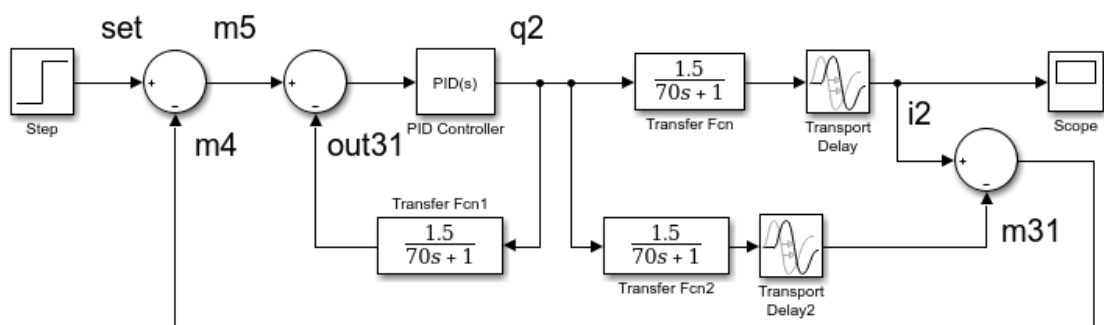 set
m5
q2
+
-
Step
+
-
PID(s)
PID Controller
1.5
70s + 1
Transfer Fcn
Transport
Delay
i2
Scope
m4
out31
+
-
m31
Transfer Fcn1
1.5
70s + 1
1.5
70s + 1
Transfer Fcn2
Transport
Delay2